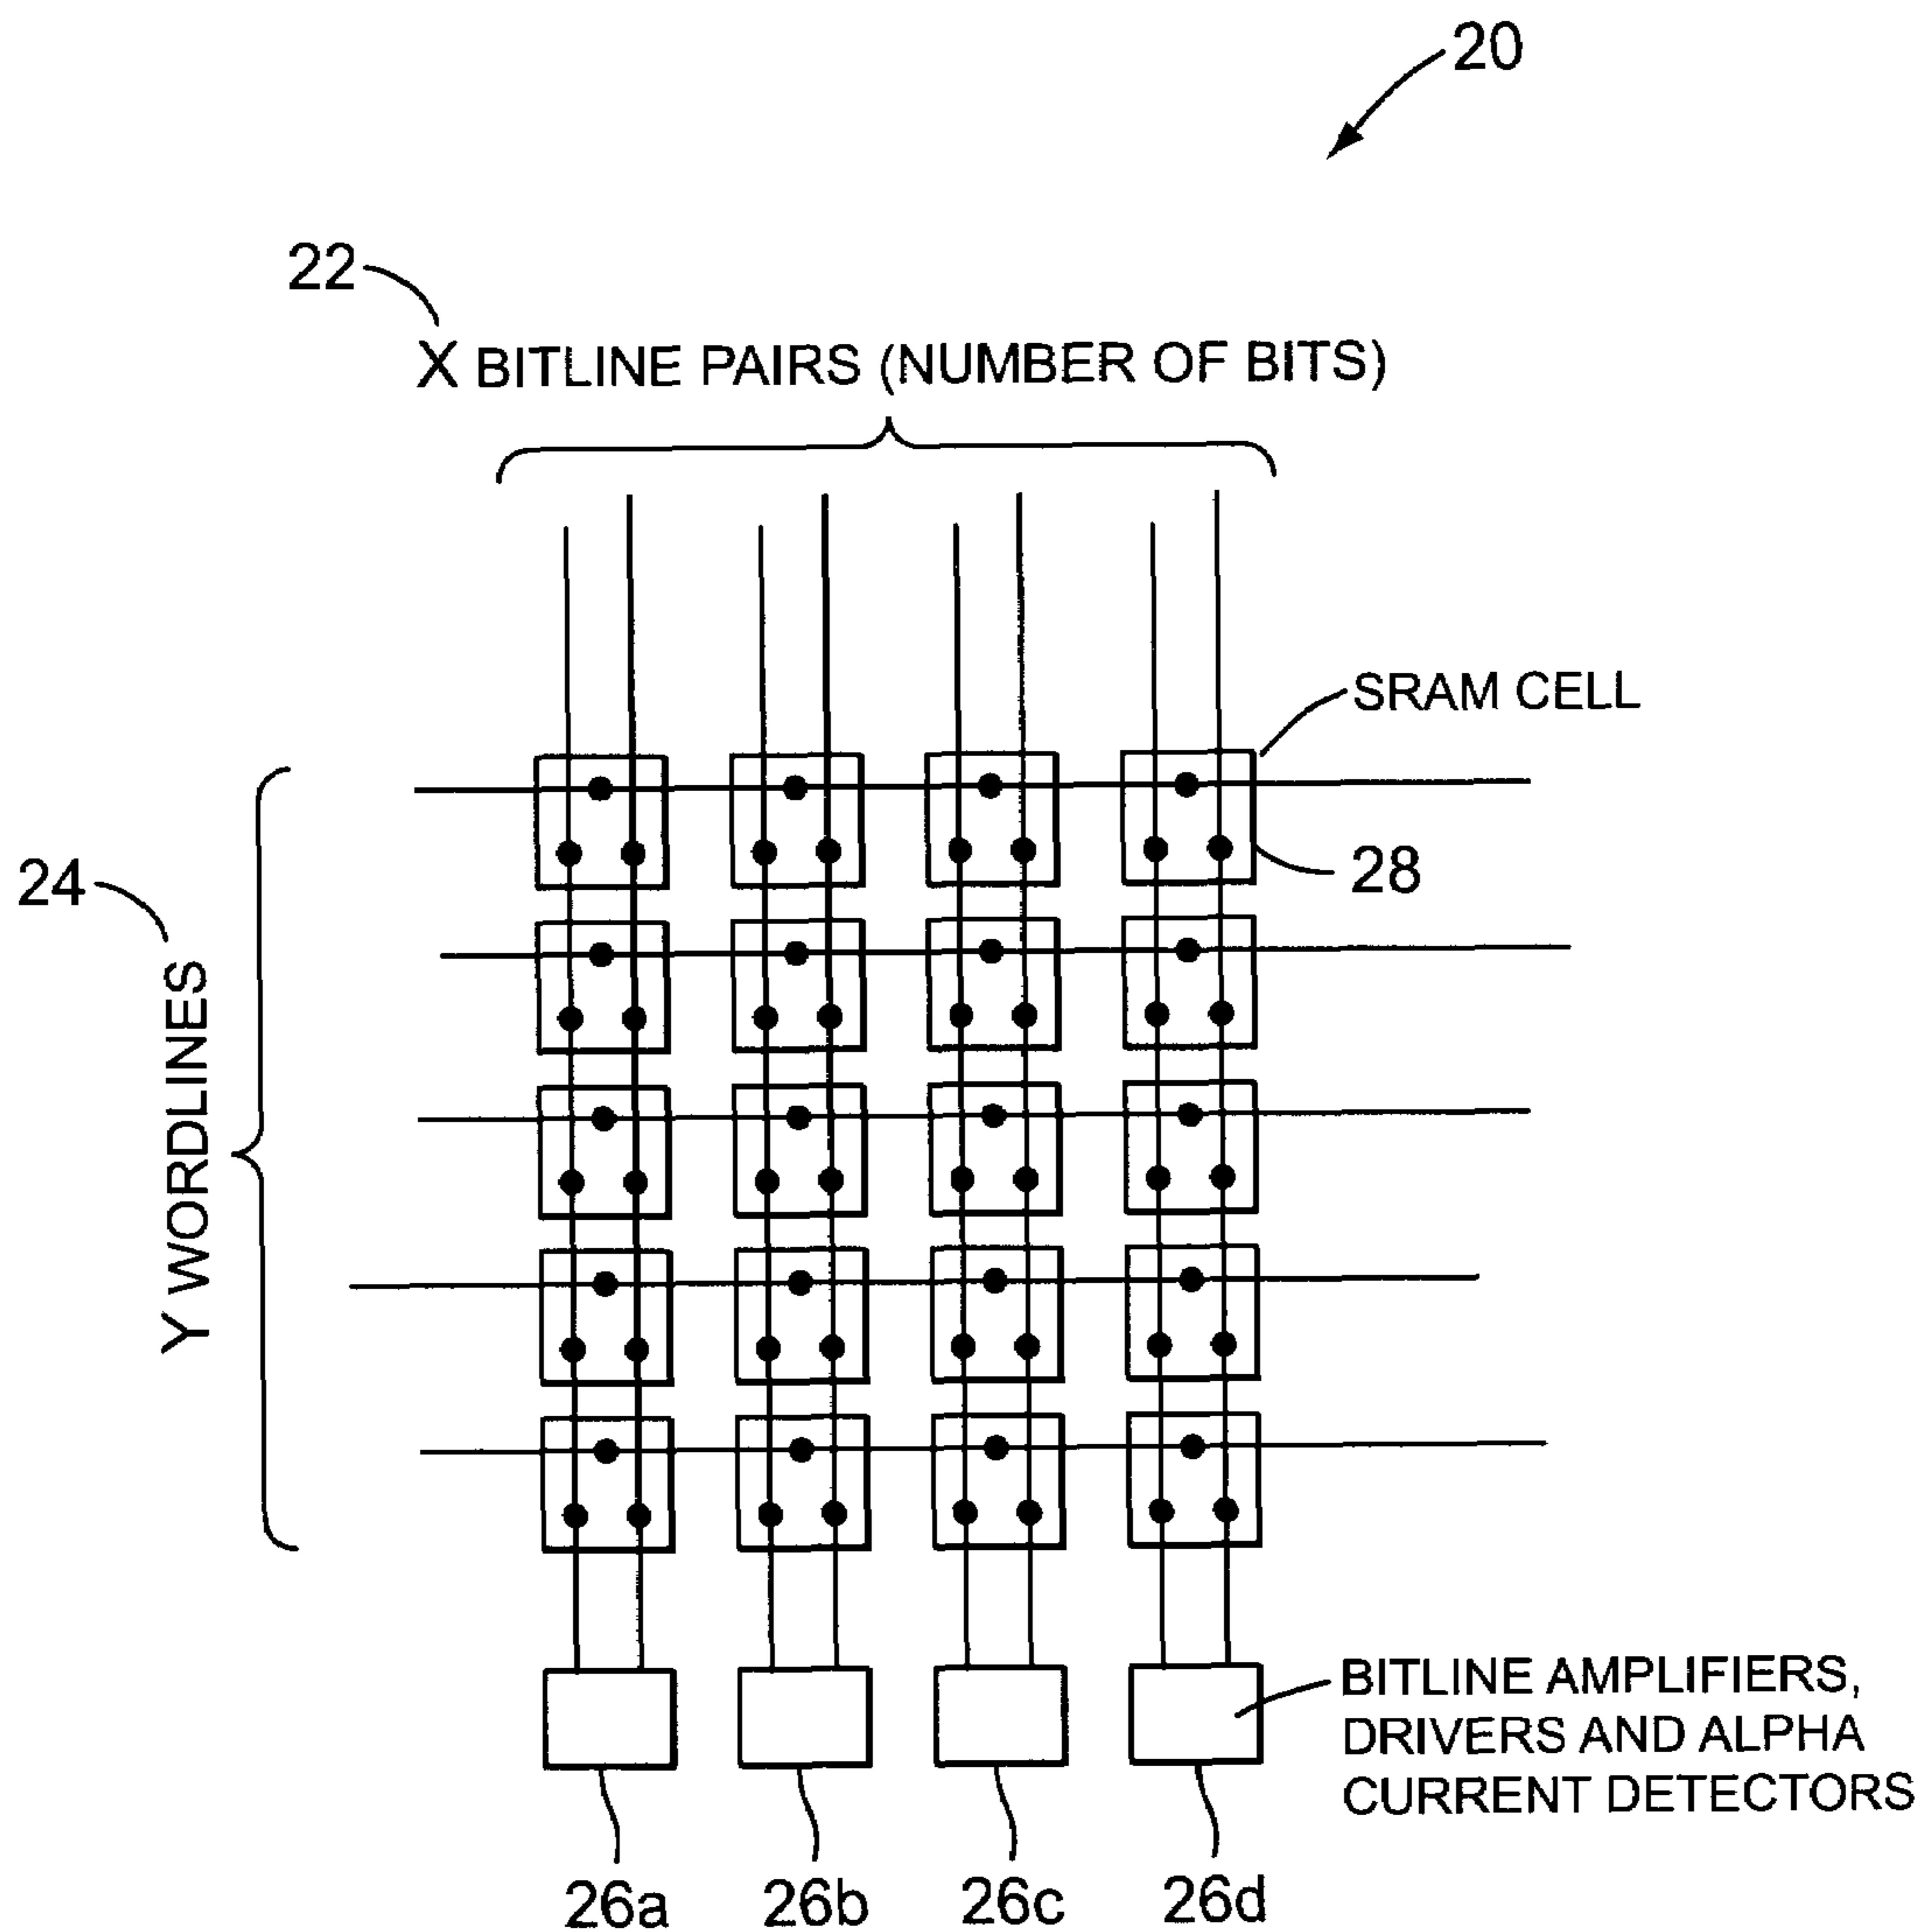 20
22
X BITLINE PAIRS (NUMBER OF BITS)
SRAM CELL
28
24
Y WORDLINES
BITLINE AMPLIFIERS,
DRIVERS AND ALPHA
CURRENT DETECTORS
26a
26b
26c
26d